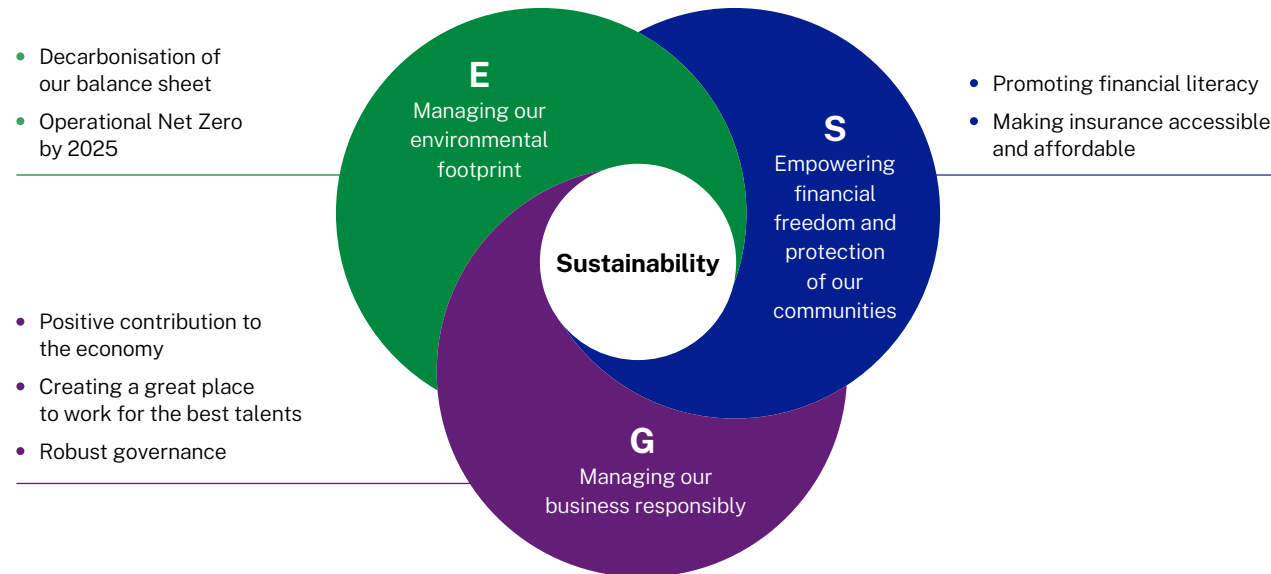 Decarbonisation of
our balance sheet
Operational Net Zero
by 2025
E
Managing our
environmental
footprint
S
Empowering
financial
freedom and
protection
of our
communities
Promoting financial literacy
Making insurance accessible
and affordable
Sustainability
Positive contribution to
the economy
Creating a great place
to work for the best talents
Robust governance
G
Managing our
business responsibly